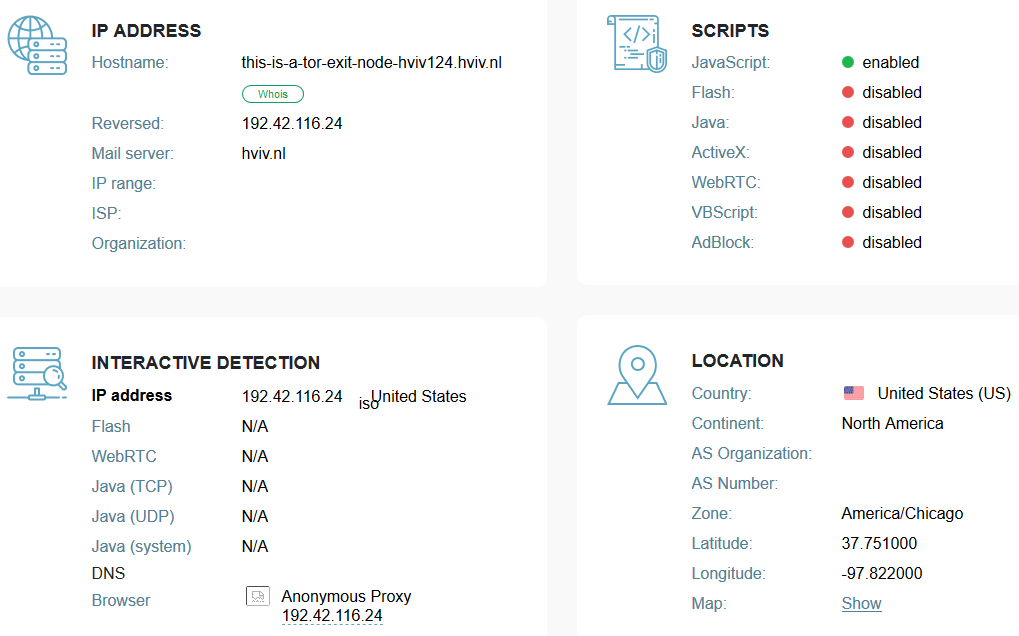 IP ADDRESS
Hostname: this-is-a-tor-exit-node-hviv124.hviv.nl
Whois
Reversed: 192.42.116.24
Mail server: hviv.nl
IP range:
ISP:
Organization:
SCRIPTS
JavaScript: enabled
Flash: disabled
Java: disabled
ActiveX: disabled
WebRTC: disabled
VBScript: disabled
AdBlock: disabled
INTERACTIVE DETECTION
IP address 192.42.116.24 iso United States
Flash N/A
WebRTC N/A
Java (TCP) N/A
Java (UDP) N/A
Java (system) N/A
DNS
Browser Anonymous Proxy
192.42.116.24
LOCATION
Country: United States (US)
Continent: North America
AS Organization:
AS Number:
Zone: America/Chicago
Latitude: 37.751000
Longitude: -97.822000
Map: Show